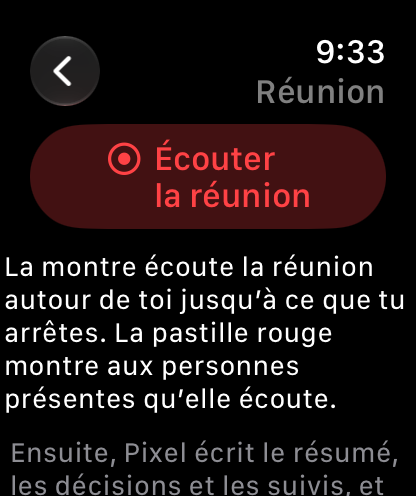 9:33
Réunion
Écouter
la réunion
La montre écoute la réunion
autour de toi jusqu’à ce que tu
arrêtes. La pastille rouge
montre aux personnes
présentes qu’elle écoute.
Ensuite, Pixel écrit le résumé,
les décisions et les suivis, et